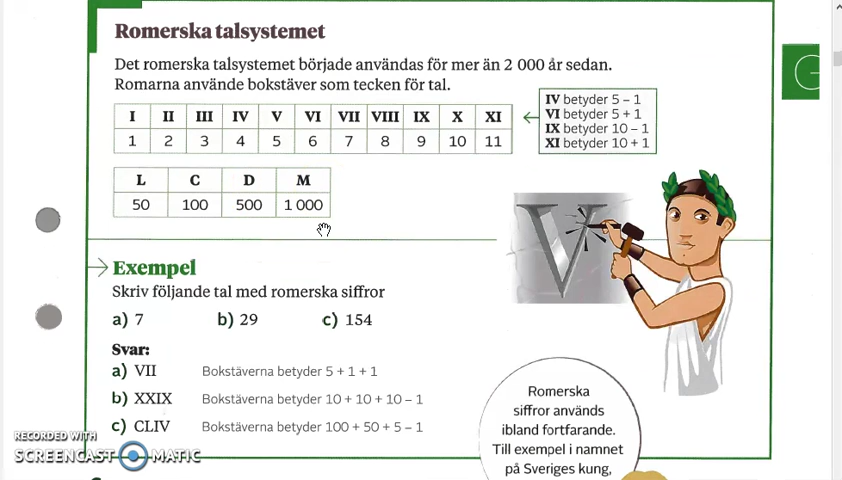 Romerska talsystemet
Det romerska talsystemet började användas för mer än 2 000 år sedan.
Romarna använde bokstäver som tecken för tal.
I II III IV V VI VII VIII IX X XI
1 2 3 4 5 6 7 8 9 10 11
IV betyder 5 – 1
VI betyder 5 + 1
IX betyder 10 – 1
XI betyder 10 + 1
L C D M
50 100 500 1 000
V
G
Exempel
Skriv följande tal med romerska siffror
a) 7 b) 29 c) 154
Svar:
a) VII Bokstäverna betyder 5 + 1 + 1
b) XXIX Bokstäverna betyder 10 + 10 + 10 – 1
c) CLIV Bokstäverna betyder 100 + 50 + 5 – 1
Romerska
siffror används
ibland fortfarande.
Till exempel i namnet
på Sveriges kung,
RECORDED WITH
SCREENCAST MATIC